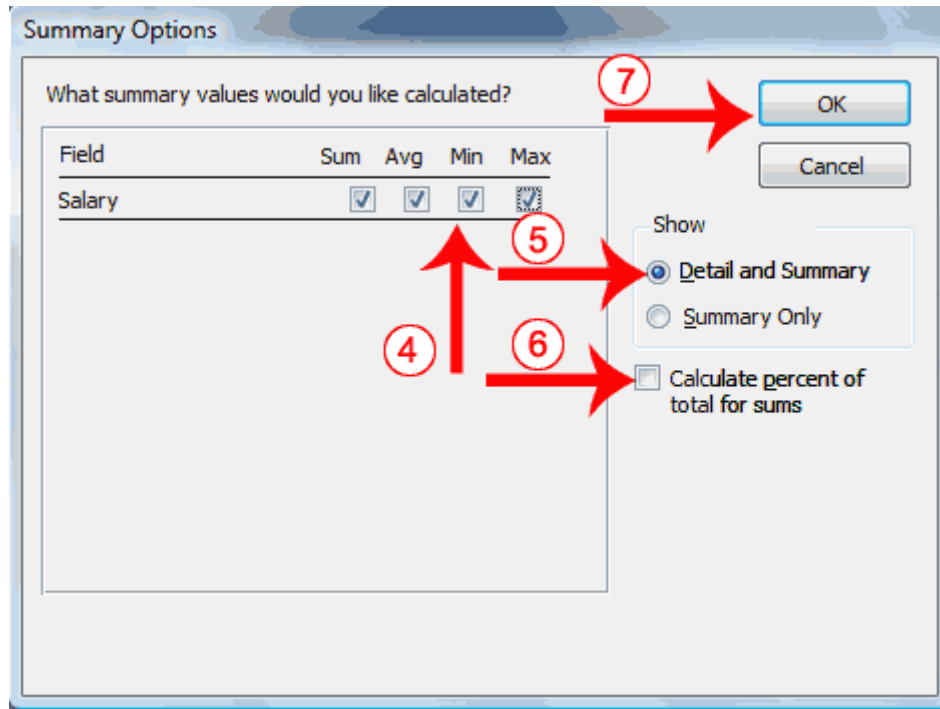 Summary Options
What summary values would you like calculated?
7
OK
Cancel
Field Sum Avg Min Max
Salary
Show
5
Detail and Summary
Summary Only
4
6
Calculate percent of
total for sums